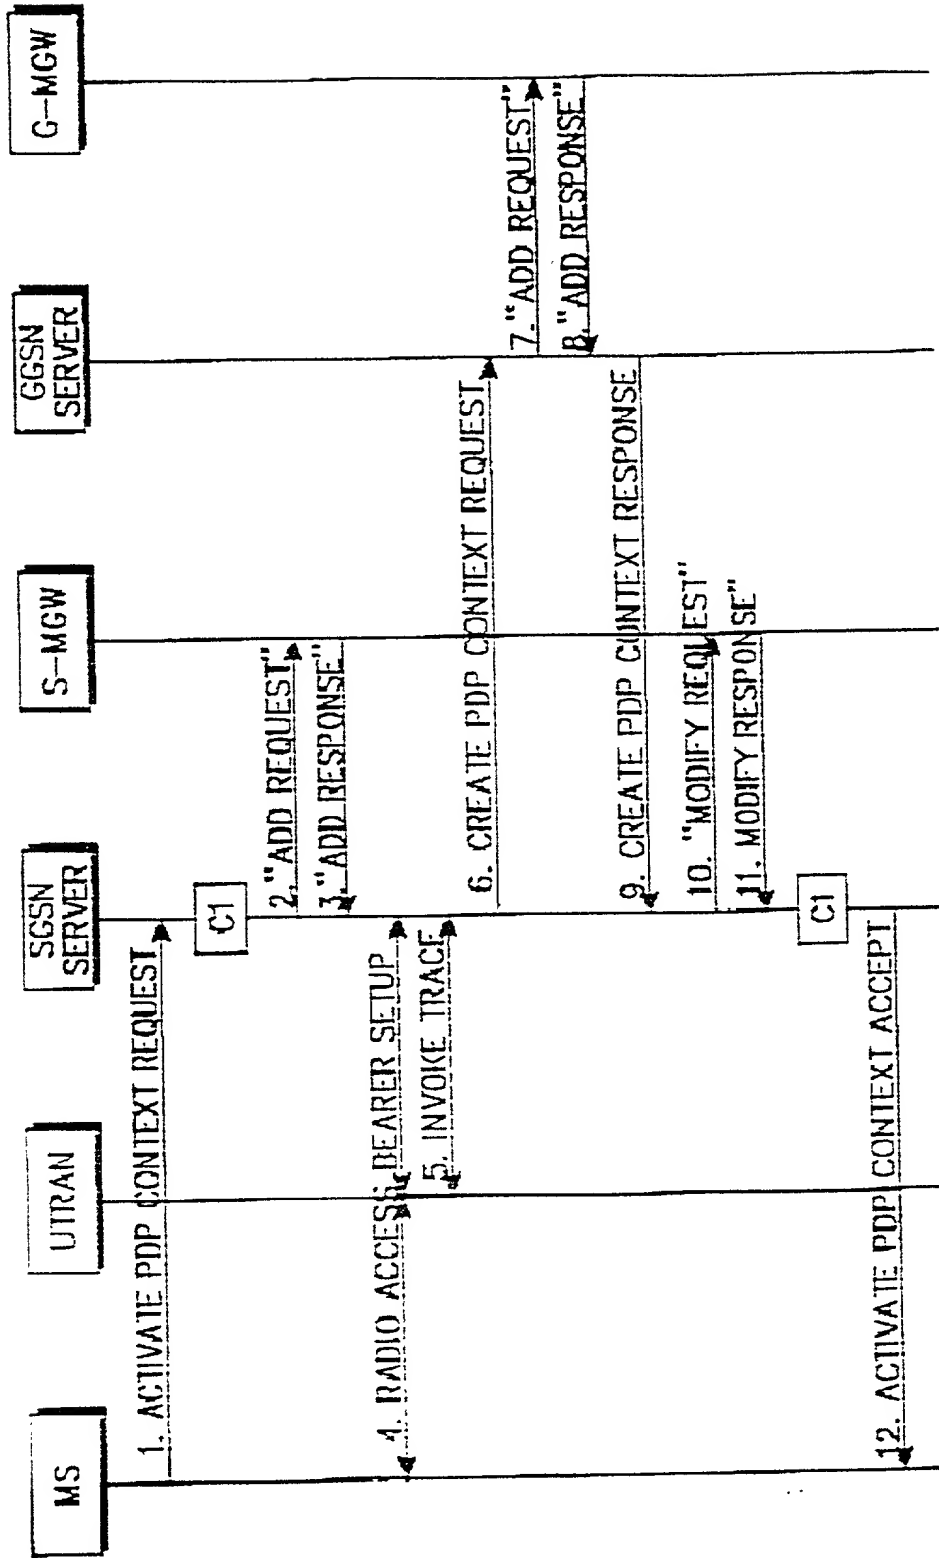 MS
UTRAN
SGSN
SERVER
S-MGW
GGSN
SERVER
G-MGW
1. ACTIVATE PDP CONTEXT REQUEST
C1
2."ADD REQUEST"
3."ADD RESPONSE"
4. RADIO ACCESS BEARER SETUP
5. INVOKE TRACE
6. CREATE PDP CONTEXT REQUEST
7."ADD REQUEST"
8."ADD RESPONSE"
9. CREATE PDP CONTEXT RESPONSE
10. "MODIFY REQUEST"
11. MODIFY RESPONSE"
C1
12. ACTIVATE PDP CONTEXT ACCEPT